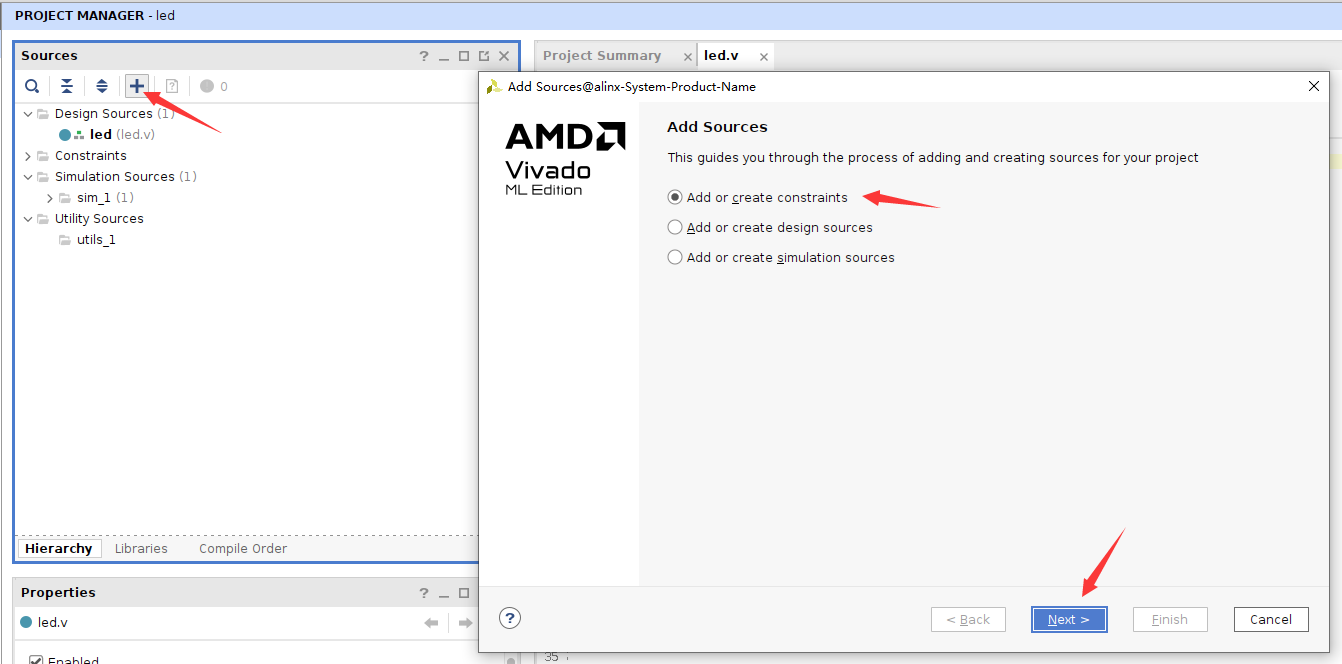 PROJECT MANAGER - led
Sources
Project Summary
led.v
0
Design Sources (1)
led (led.v)
Constraints
Simulation Sources (1)
sim_1 (1)
Utility Sources
utils_1
Hierarchy
Libraries
Compile Order
Properties
led.v
Enabled
Add Sources@alinx-System-Product-Name
AMD
Vivado
ML Edition
Add Sources
This guides you through the process of adding and creating sources for your project
Add or create constraints
Add or create design sources
Add or create simulation sources
?
< Back
Next >
Finish
Cancel
35